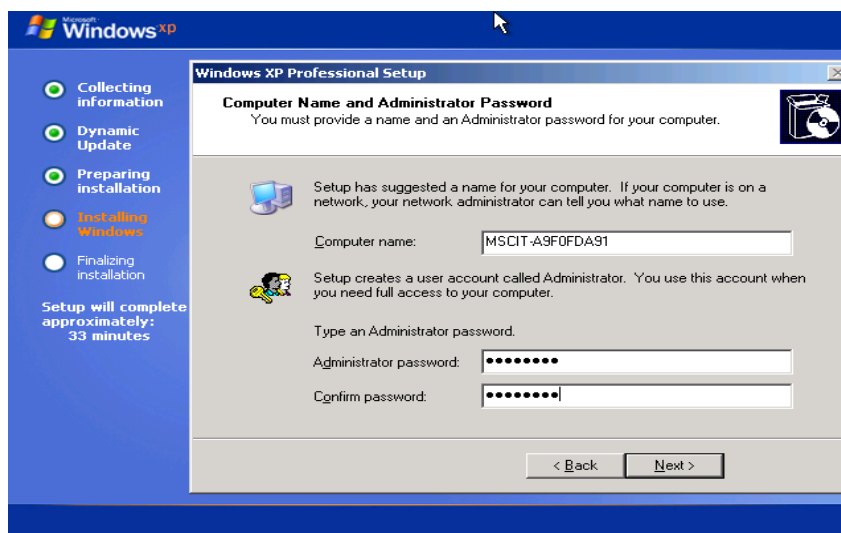 Microsoft
Windows xp
Collecting
information
Dynamic
Update
Preparing
installation
Installing
Windows
Finalizing
installation
Setup will complete
approximately:
33 minutes
Windows XP Professional Setup
Computer Name and Administrator Password
You must provide a name and an Administrator password for your computer.
Setup has suggested a name for your computer. If your computer is on a
network, your network administrator can tell you what name to use.
Computer name: MSCIT-A9F0FDA91
Setup creates a user account called Administrator. You use this account when
you need full access to your computer.
Type an Administrator password.
Administrator password: ●●●●●●●●
Confirm password: ●●●●●●●●
< Back Next >